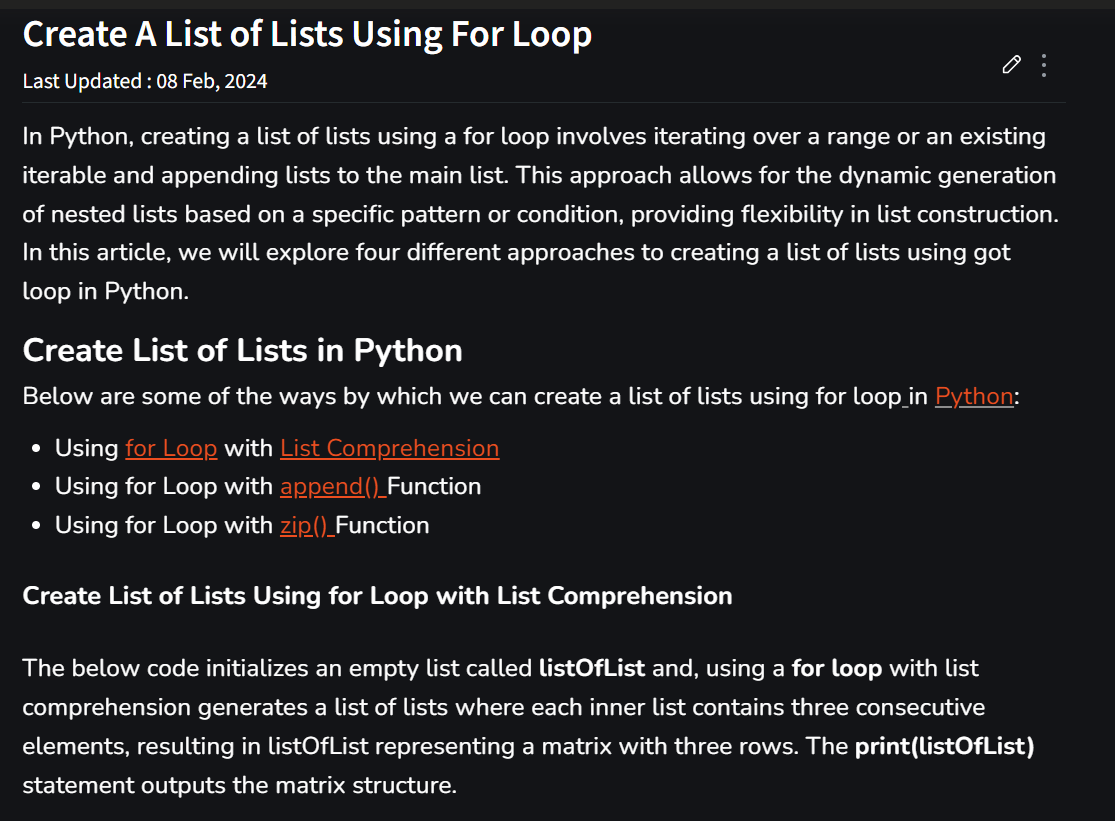 Create A List of Lists Using For Loop
Last Updated : 08 Feb, 2024
In Python, creating a list of lists using a for loop involves iterating over a range or an existing
iterable and appending lists to the main list. This approach allows for the dynamic generation
of nested lists based on a specific pattern or condition, providing flexibility in list construction.
In this article, we will explore four different approaches to creating a list of lists using got
loop in Python.
Create List of Lists in Python
Below are some of the ways by which we can create a list of lists using for loop in Python:
• Using for Loop with List Comprehension
• Using for Loop with append() Function
• Using for Loop with zip() Function
Create List of Lists Using for Loop with List Comprehension
The below code initializes an empty list called listOfList and, using a for loop with list
comprehension generates a list of lists where each inner list contains three consecutive
elements, resulting in listOfList representing a matrix with three rows. The print(listOfList)
statement outputs the matrix structure.